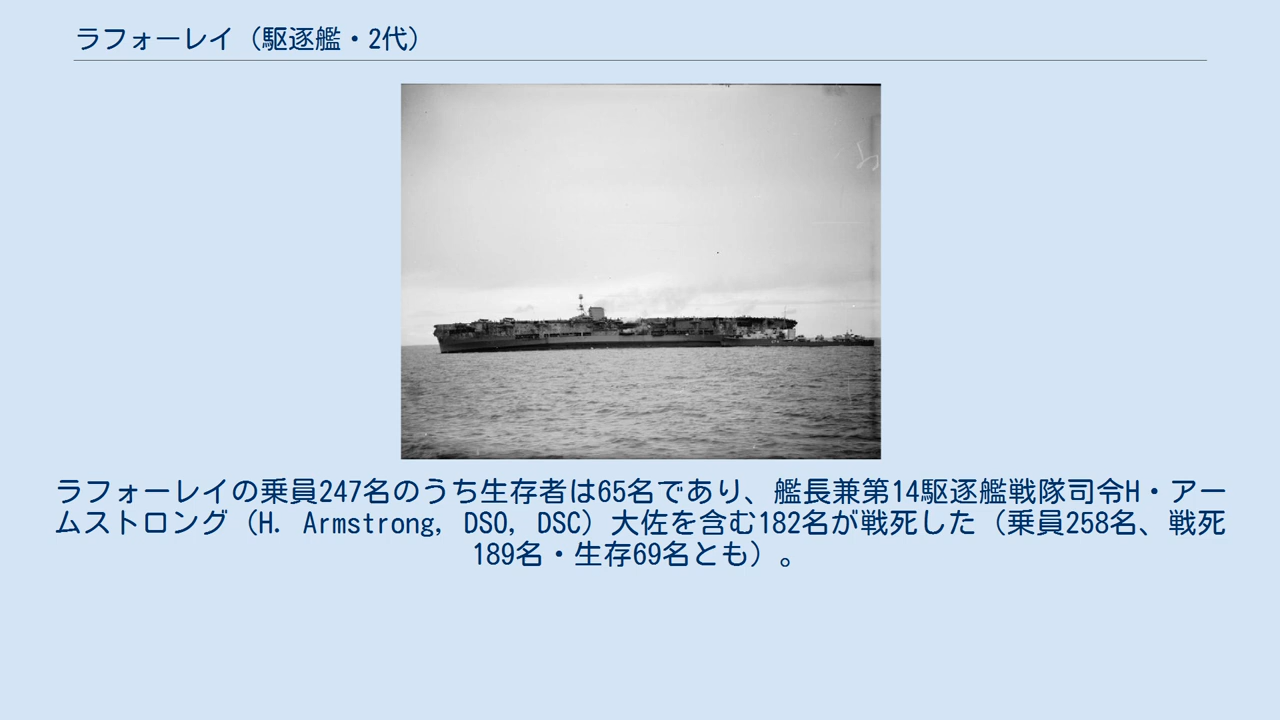 ラフォーレイ（駆逐艦・2代）
ラフォーレイの乗員247名のうち生存者は65名であり、艦長兼第14駆逐艦戦隊司令H・アー
ムストロング（H. Armstrong, DSO, DSC）大佐を含む182名が戦死した（乗員258名、戦死
189名・生存69名とも）。